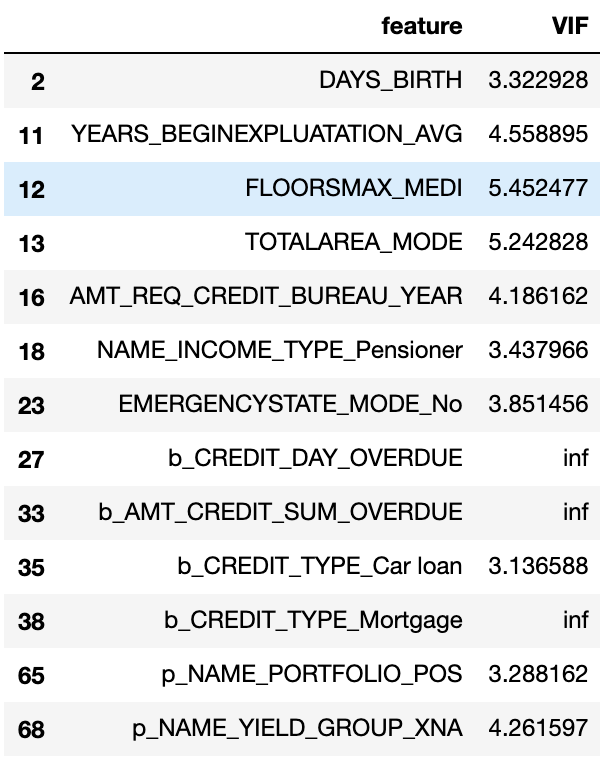 feature VIF
2 DAYS_BIRTH 3.322928
11 YEARS_BEGINEXPLUATATION_AVG 4.558895
12 FLOORSMAX_MEDI 5.452477
13 TOTALAREA_MODE 5.242828
16 AMT_REQ_CREDIT_BUREAU_YEAR 4.186162
18 NAME_INCOME_TYPE_Pensioner 3.437966
23 EMERGENCYSTATE_MODE_No 3.851456
27 b_CREDIT_DAY_OVERDUE inf
33 b_AMT_CREDIT_SUM_OVERDUE inf
35 b_CREDIT_TYPE_Car loan 3.136588
38 b_CREDIT_TYPE_Mortgage inf
65 p_NAME_PORTFOLIO_POS 3.288162
68 p_NAME_YIELD_GROUP_XNA 4.261597